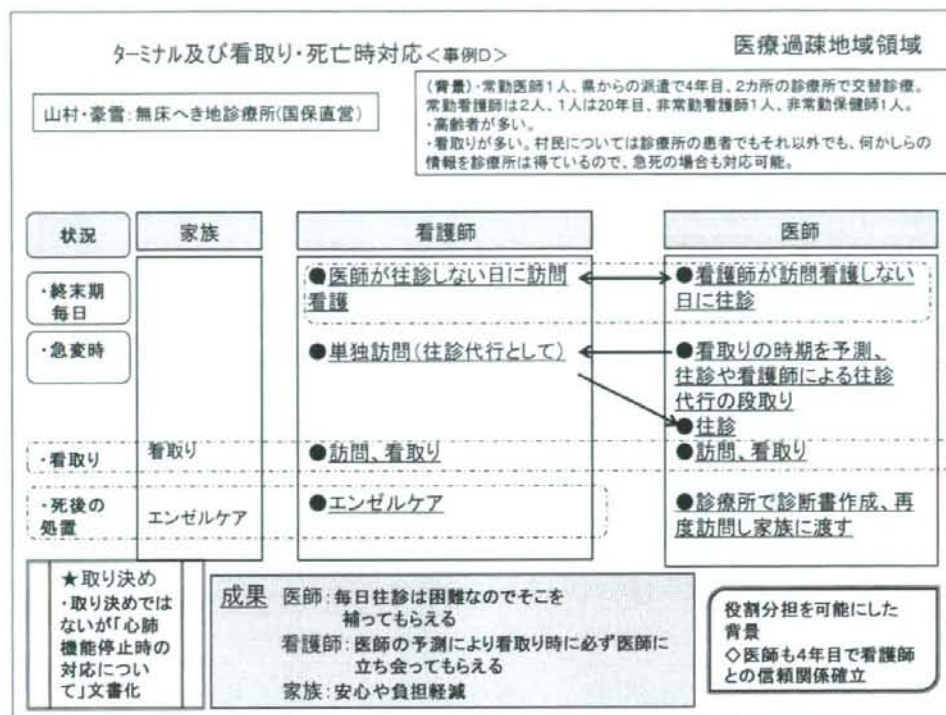 ターミナル及び看取り・死亡時対応<事例D>
医療過疎地域領域
山村・豪雪:無床へき地診療所(国保直営)
(背景)・常勤医師1人、県からの派遣で4年目、2カ所の診療所で交替診療。
常勤看護師は2人、1人は20年目、非常勤看護師1人、非常勤保健師1人。
・高齢者が多い。
・看取りが多い。村民については診療所の患者でもそれ以外でも、何かしらの
情報を診療所は得ているので、急死の場合も対応可能。
状況
家族
看護師
医師
・終末期
毎日
●医師が往診しない日に訪問
看護
●看護師が訪問看護しない
日に往診
・急変時
●単独訪問(往診代行として)
●看取りの時期を予測、
往診や看護師による往診
代行の段取り
●往診
・看取り
看取り
●訪問、看取り
●訪問、看取り
・死後の
処置
エンゼルケア
●エンゼルケア
●診療所で診断書作成、再
度訪問し家族に渡す
★取り決め
・取り決めでは
ないが「心肺
機能停止時の
対応につい
て」文書化
成果 医師:毎日往診は困難なのでそこを
補ってもらえる
看護師:医師の予測により看取り時に必ず医師に
立ち会ってもらえる
家族:安心や負担軽減
役割分担を可能にした
背景
◇医師も4年目で看護師
との信頼関係確立